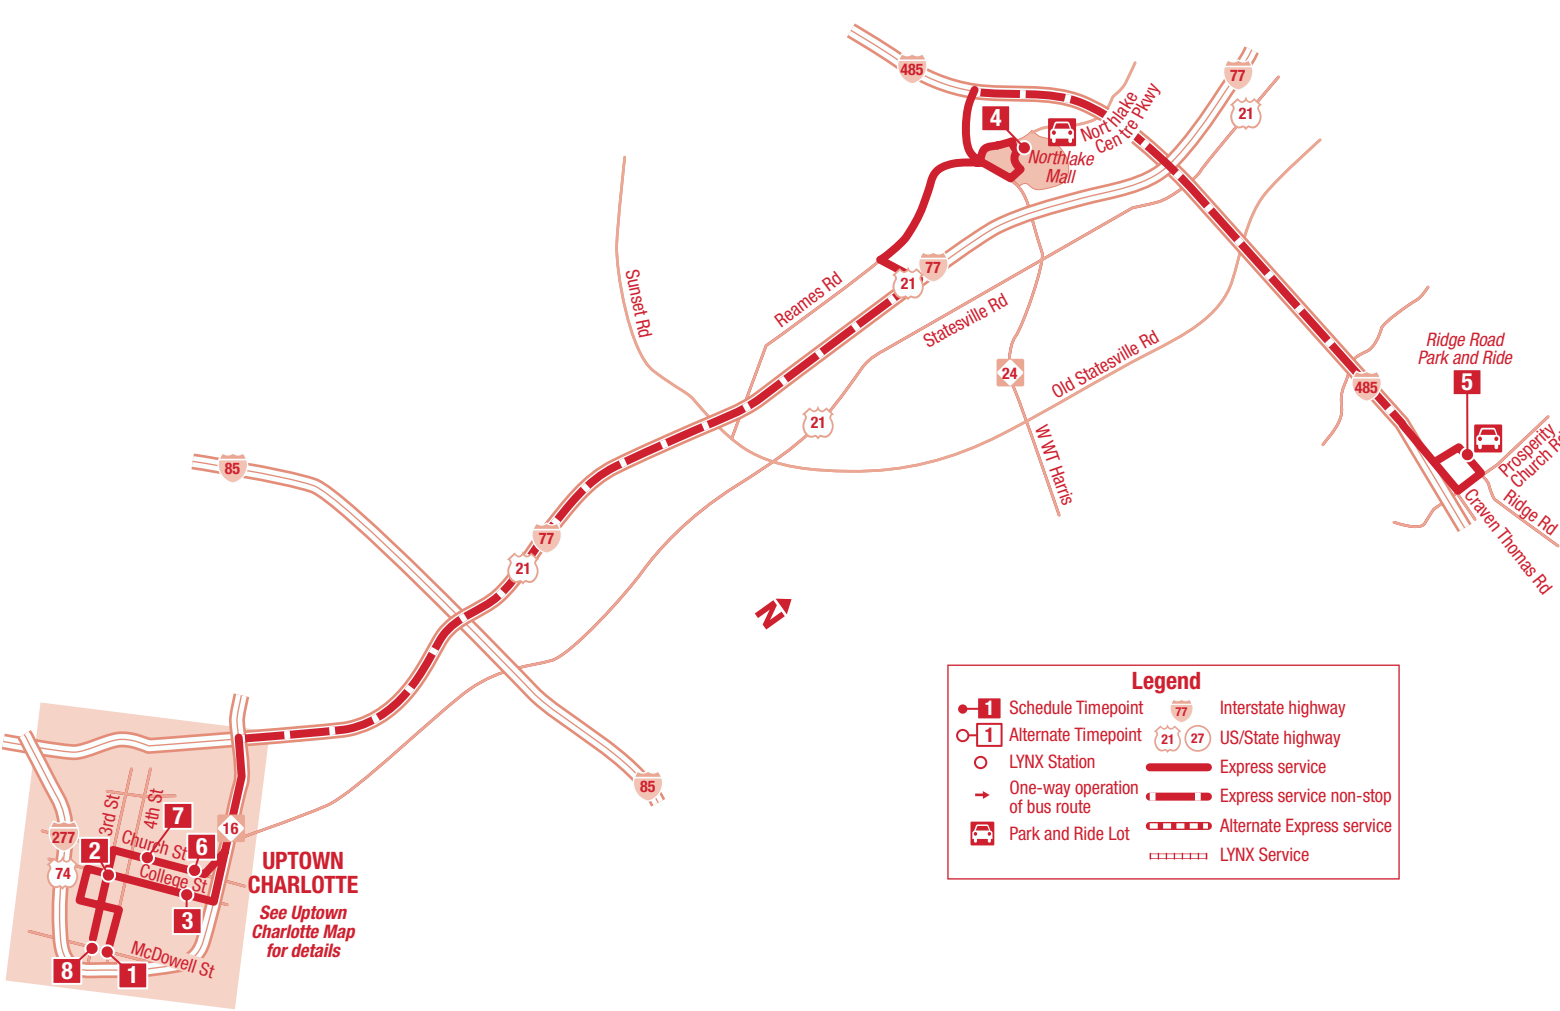 485
77
21
4
Northlake
Centre Pkwy
Northlake
Mall
77
21
Reames Rd
Sunset Rd
Statesville Rd
Old Statesville Rd
24
W WT Harris
21
Ridge Road
Park and Ride
5
485
Prosperity
Church R
Ridge Rd
Craven Thomas Rd
85
77
21
N
85
16
277
74
3rd St
4th St
7
6
2
Church St
College St
3
McDowell St
8
1
UPTOWN
CHARLOTTE
See Uptown
Charlotte Map
for details
Legend
1 Schedule Timepoint
1 Alternate Timepoint
LYNX Station
One-way operation
of bus route
Park and Ride Lot
77 Interstate highway
21 27 US/State highway
Express service
Express service non-stop
Alternate Express service
LYNX Service